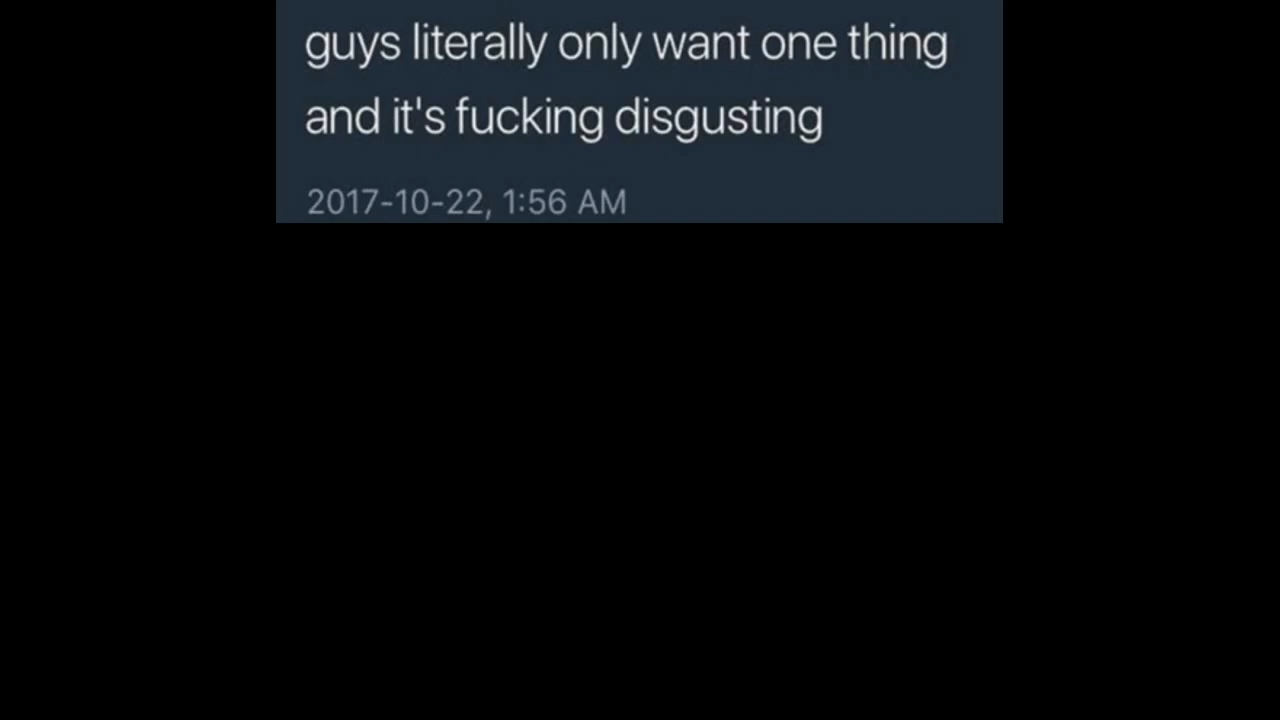 guys literally only want one thing
and it's fucking disgusting
2017-10-22, 1:56 AM